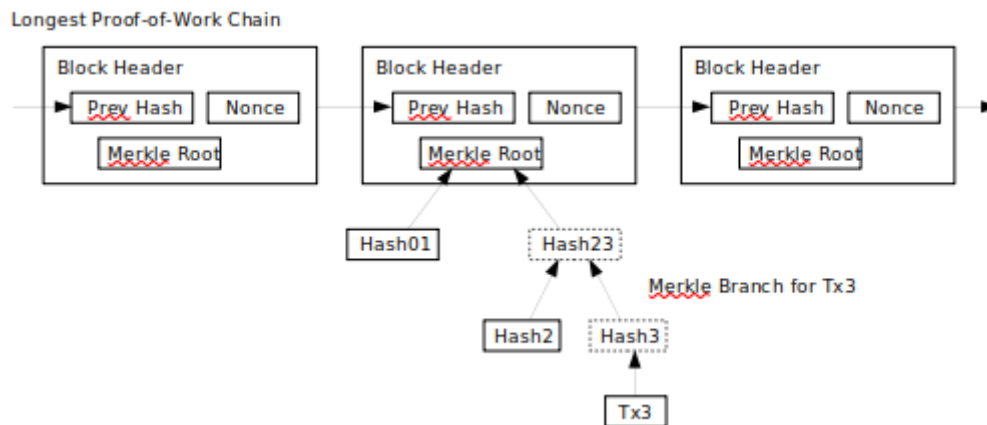 Longest Proof-of-Work Chain
Block Header
Prev Hash
Nonce
Merkle Root
Block Header
Prev Hash
Nonce
Merkle Root
Block Header
Prev Hash
Nonce
Merkle Root
Hash01
Hash23
Merkle Branch for Tx3
Hash2
Hash3
Tx3